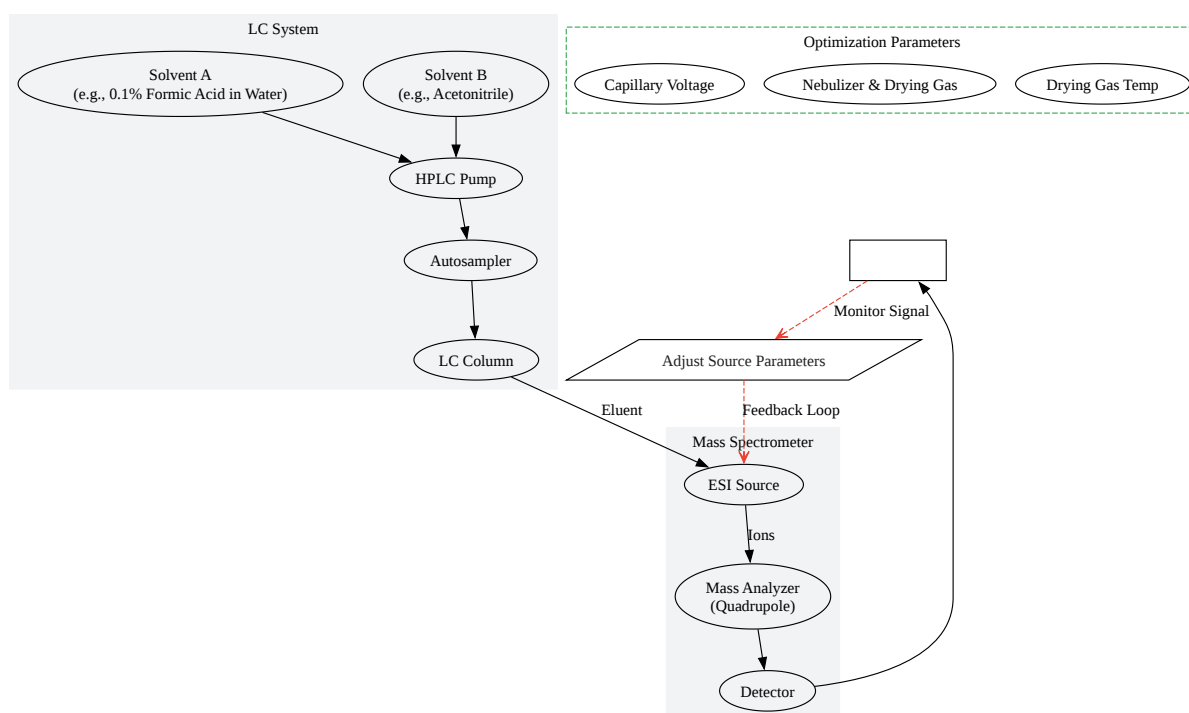 LC System
Solvent A
(e.g., 0.1% Formic Acid in Water)
Solvent B
(e.g., Acetonitrile)
HPLC Pump
Autosampler
LC Column
Optimization Parameters
Capillary Voltage
Nebulizer & Drying Gas
Drying Gas Temp
Monitor Signal
Adjust Source Parameters
Eluent
Feedback Loop
Mass Spectrometer
ESI Source
Ions
Mass Analyzer
(Quadrupole)
Detector